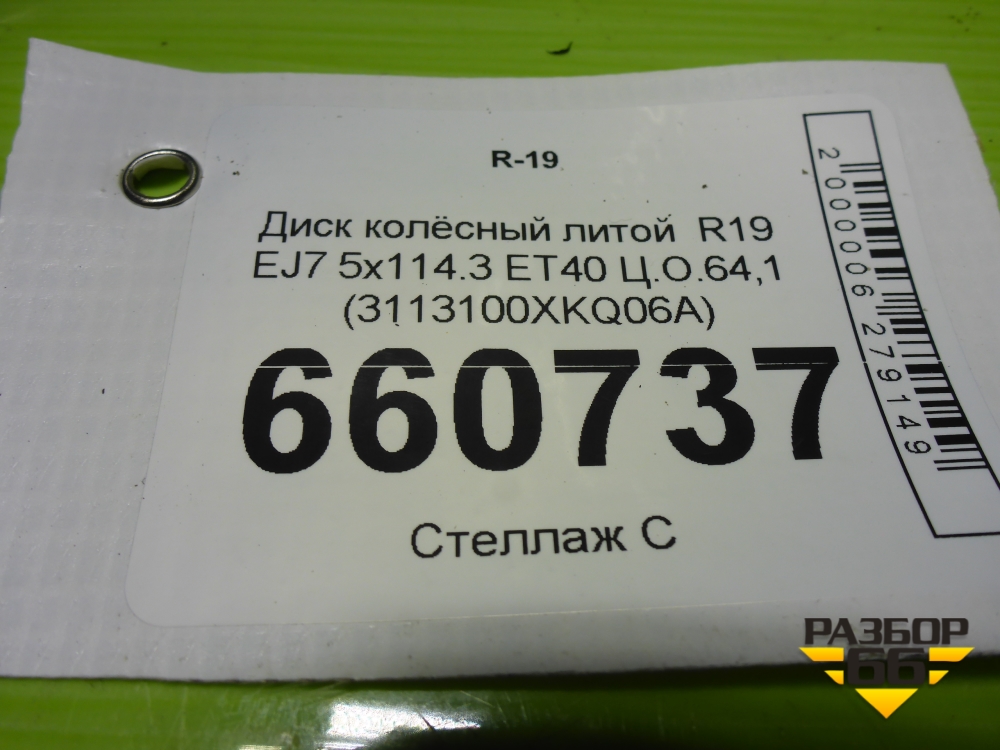 R-19
Диск колёсный литой R19
EJ7 5x114.3 ET40 Ц.О.64,1
(3113100XKQ06A)
660737
Стеллаж С
2000006279149
РАЗБОР
66